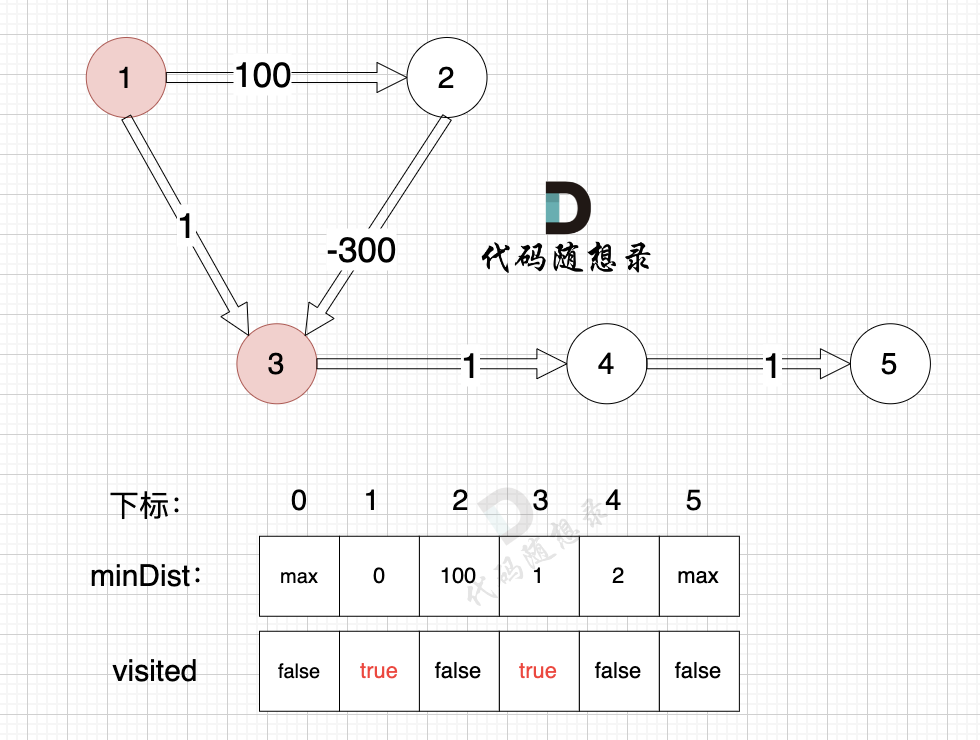 1 100 2
1
-300
代码随想录
3 1 4 1 5
下标: 0 1 2 3 4 5
代码随想录
minDist: max 0 100 1 2 max
visited false true false true false false